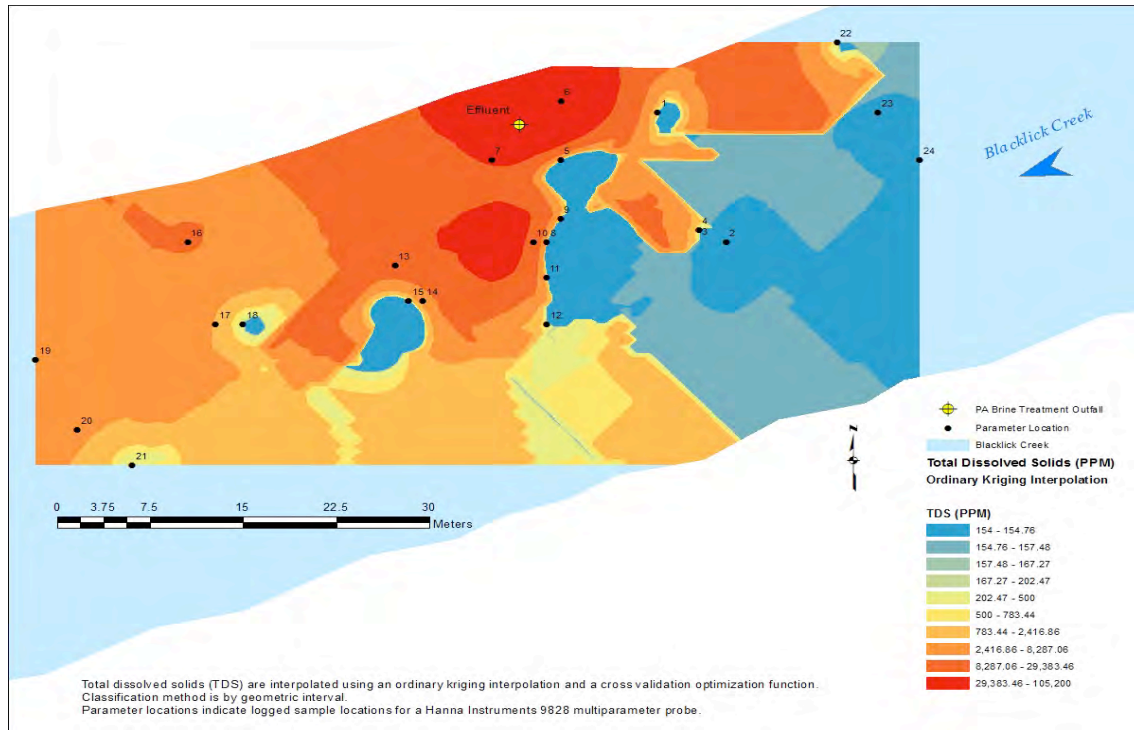 22
6
Effluent
1
23
Blacklick Creek
7
5
24
9
4
3
2
16
10 8
13
11
15 14
17 18
12
19
20
21
N
PA Brine Treatment Outfall
Parameter Location
Blacklick Creek
Total Dissolved Solids (PPM)
Ordinary Kriging Interpolation
0 3.75 7.5 15 22.5 30
Meters
TDS (PPM)
154 - 154.76
154.76 - 157.48
157.48 - 167.27
167.27 - 202.47
202.47 - 500
500 - 783.44
783.44 - 2,416.86
2,416.86 - 8,287.06
8,287.06 - 29,383.46
29,383.46 - 105,200
Total dissolved solids (TDS) are interpolated using an ordinary kriging interpolation and a cross validation optimization function.
Classification method is by geometric interval.
Parameter locations indicate logged sample locations for a Hanna Instruments 9828 multiparameter probe.